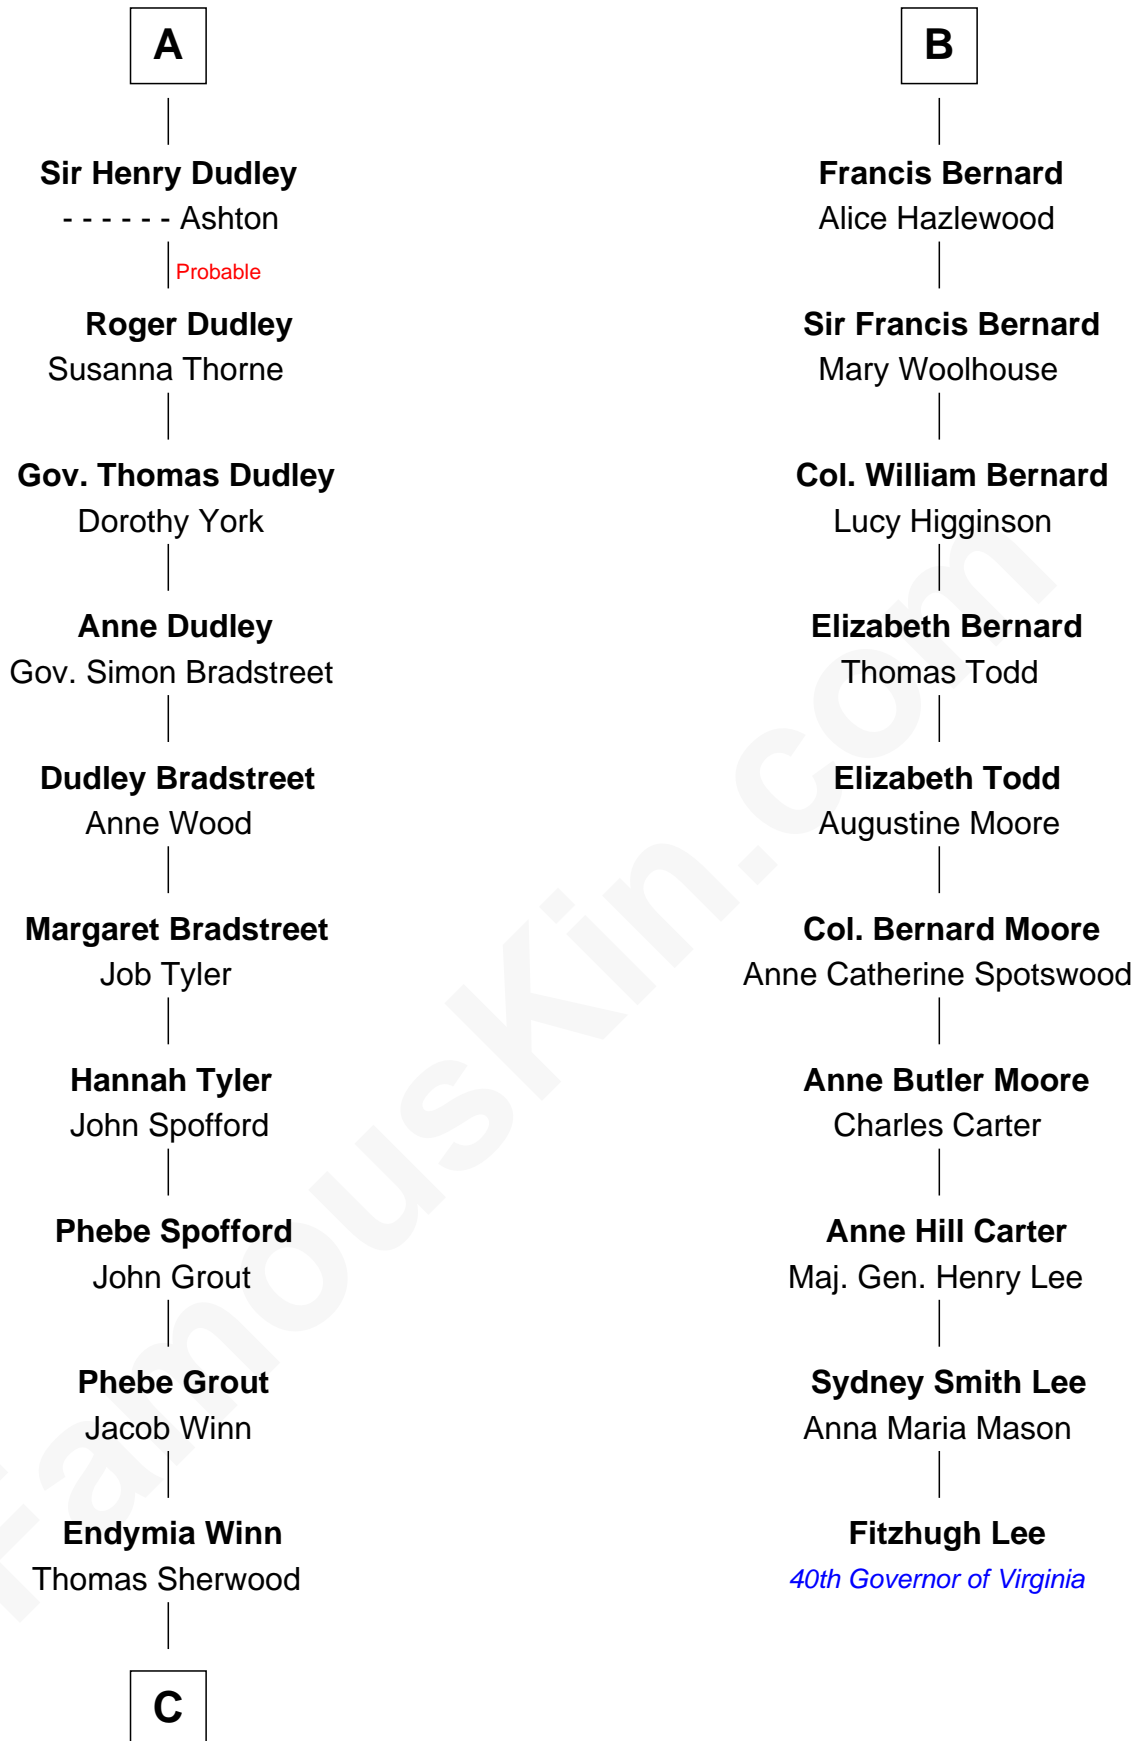 A
Sir Henry Dudley
- - - - - - Ashton
Probable
Roger Dudley
Susanna Thorne
Gov. Thomas Dudley
Dorothy York
Anne Dudley
Gov. Simon Bradstreet
Dudley Bradstreet
Anne Wood
Margaret Bradstreet
Job Tyler
Hannah Tyler
John Spofford
Phebe Spofford
John Grout
Phebe Grout
Jacob Winn
Endymia Winn
Thomas Sherwood
C
B
Francis Bernard
Alice Hazlewood
Sir Francis Bernard
Mary Woolhouse
Col. William Bernard
Lucy Higginson
Elizabeth Bernard
Thomas Todd
Elizabeth Todd
Augustine Moore
Col. Bernard Moore
Anne Catherine Spotswood
Anne Butler Moore
Charles Carter
Anne Hill Carter
Maj. Gen. Henry Lee
Sydney Smith Lee
Anna Maria Mason
Fitzhugh Lee
40th Governor of Virginia
FamousKin.com